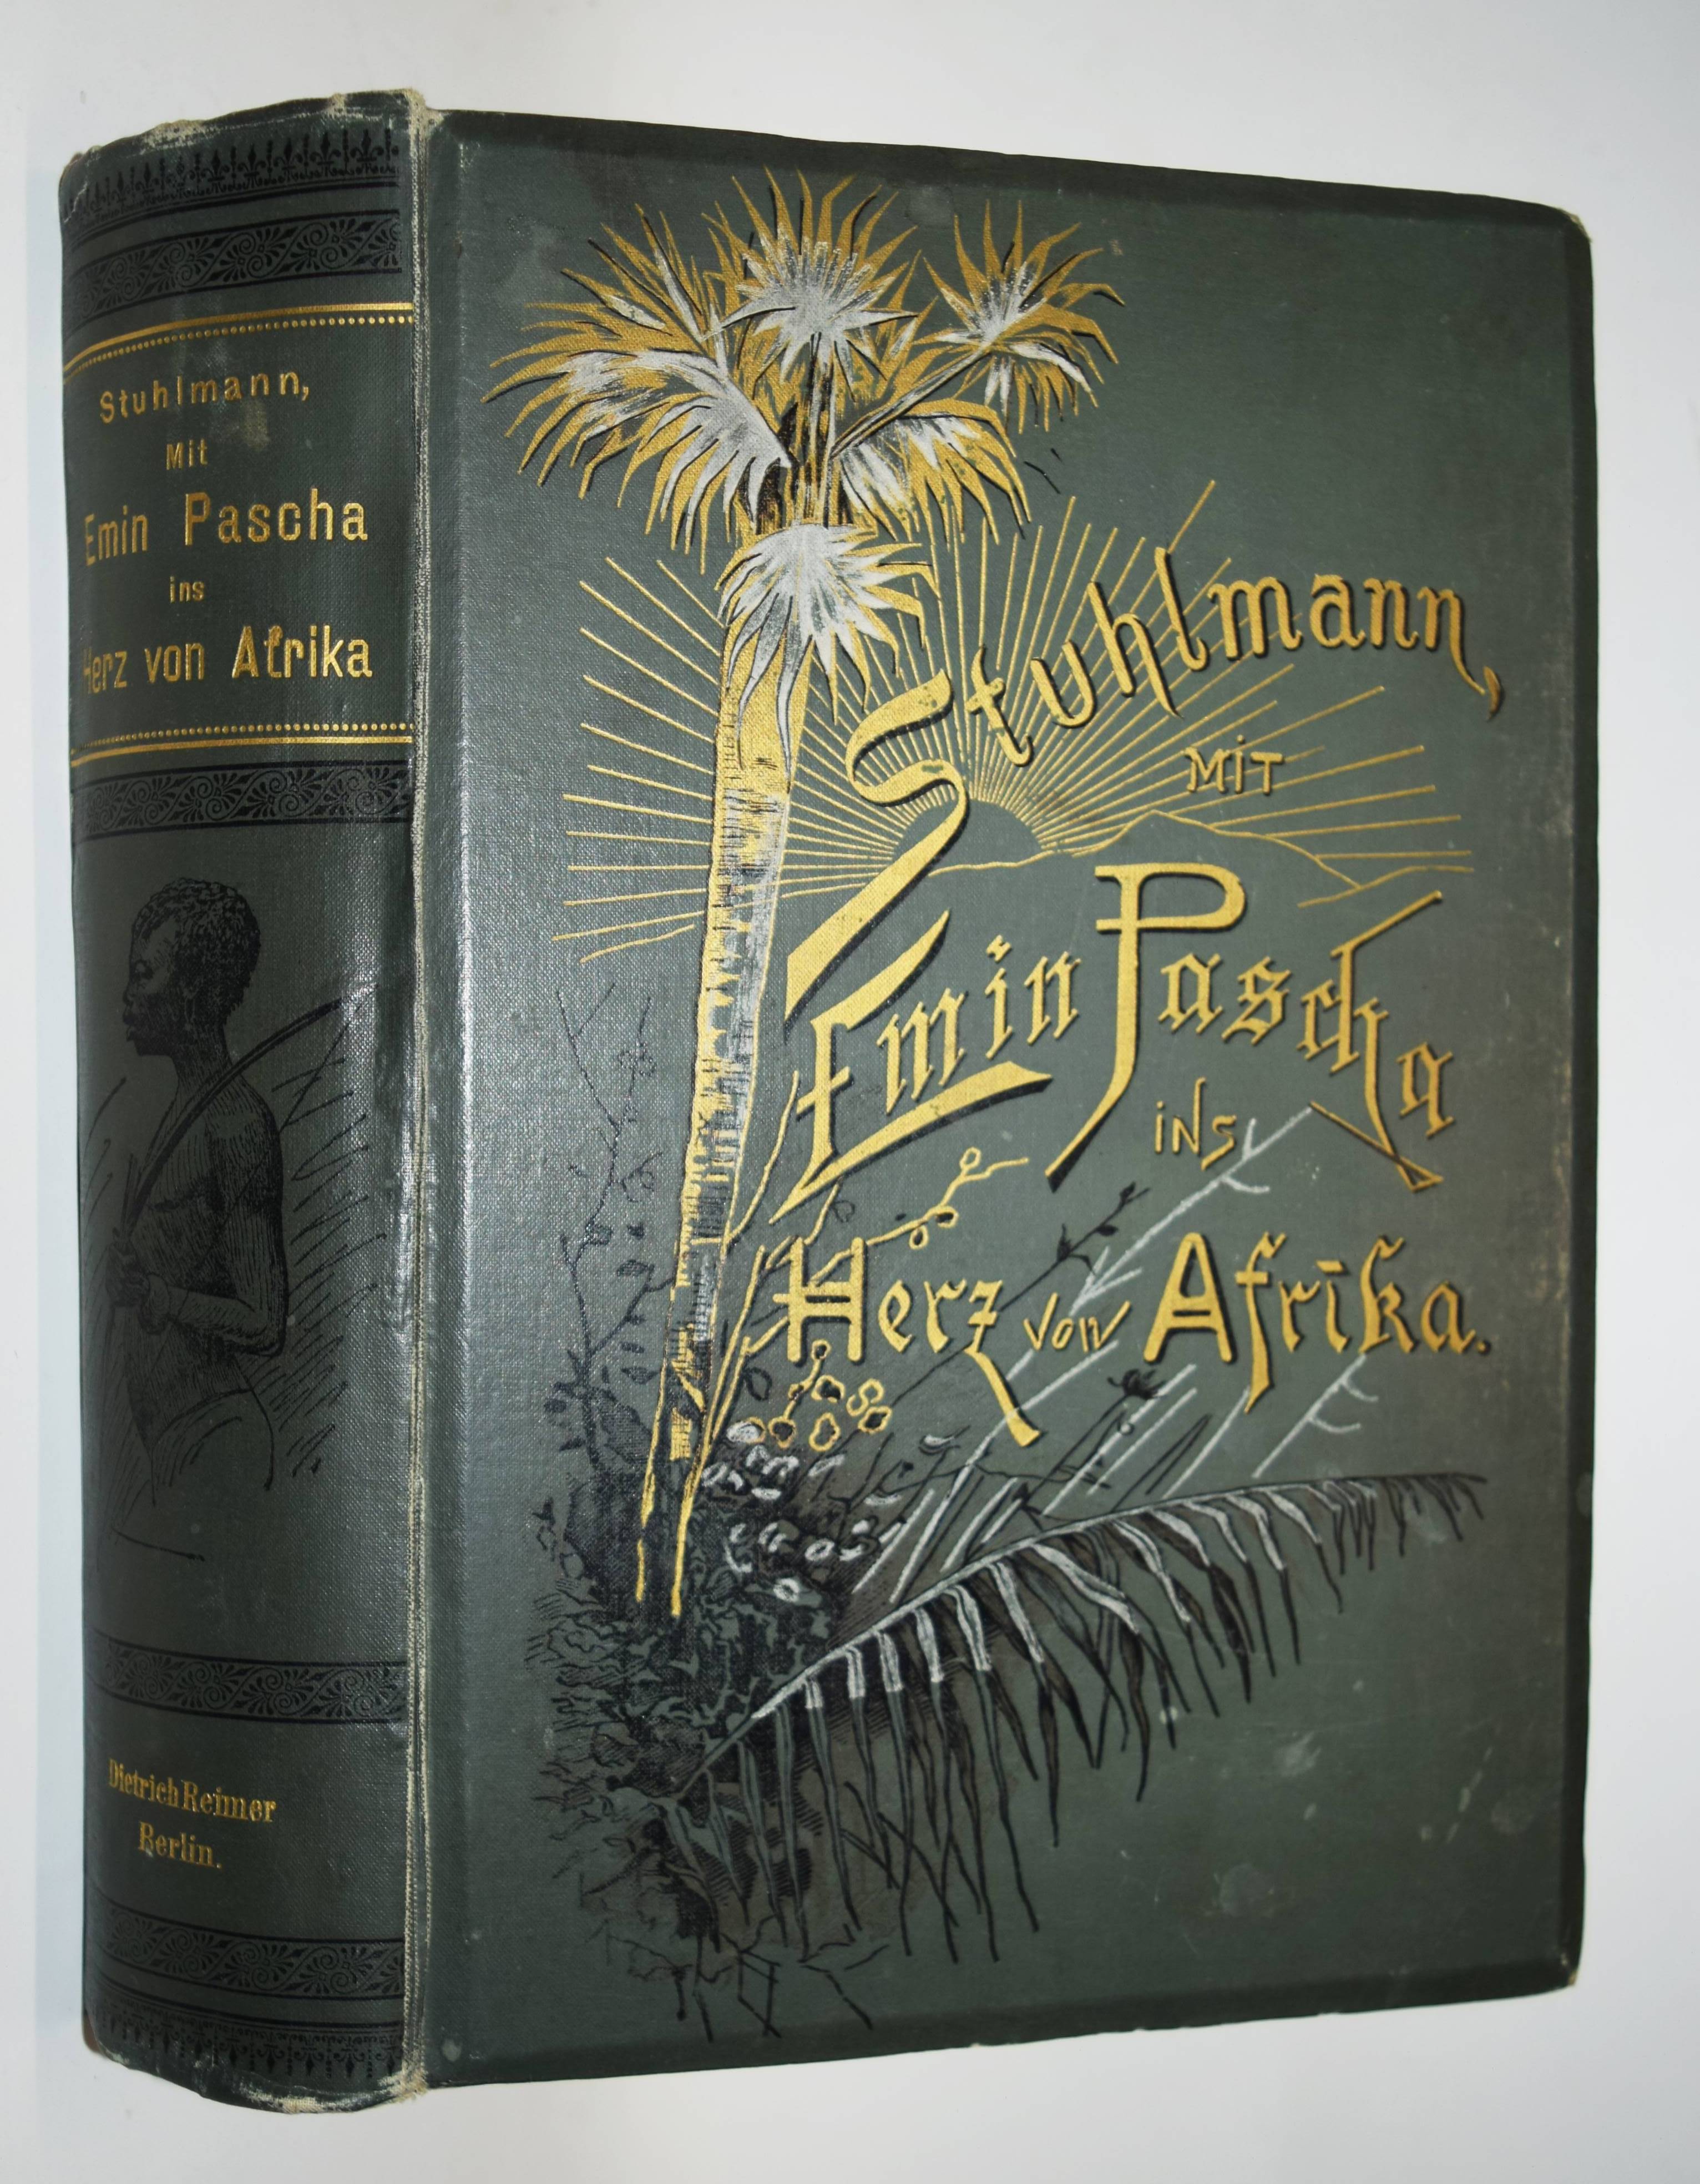 Stuhlmann,
Mit
Emin Pascha
ins
Herz von Afrika
Dietrich Reimer
Berlin.
Stuhlmann,
MIT
Emin Pascha
INS
Herz von Afrika.